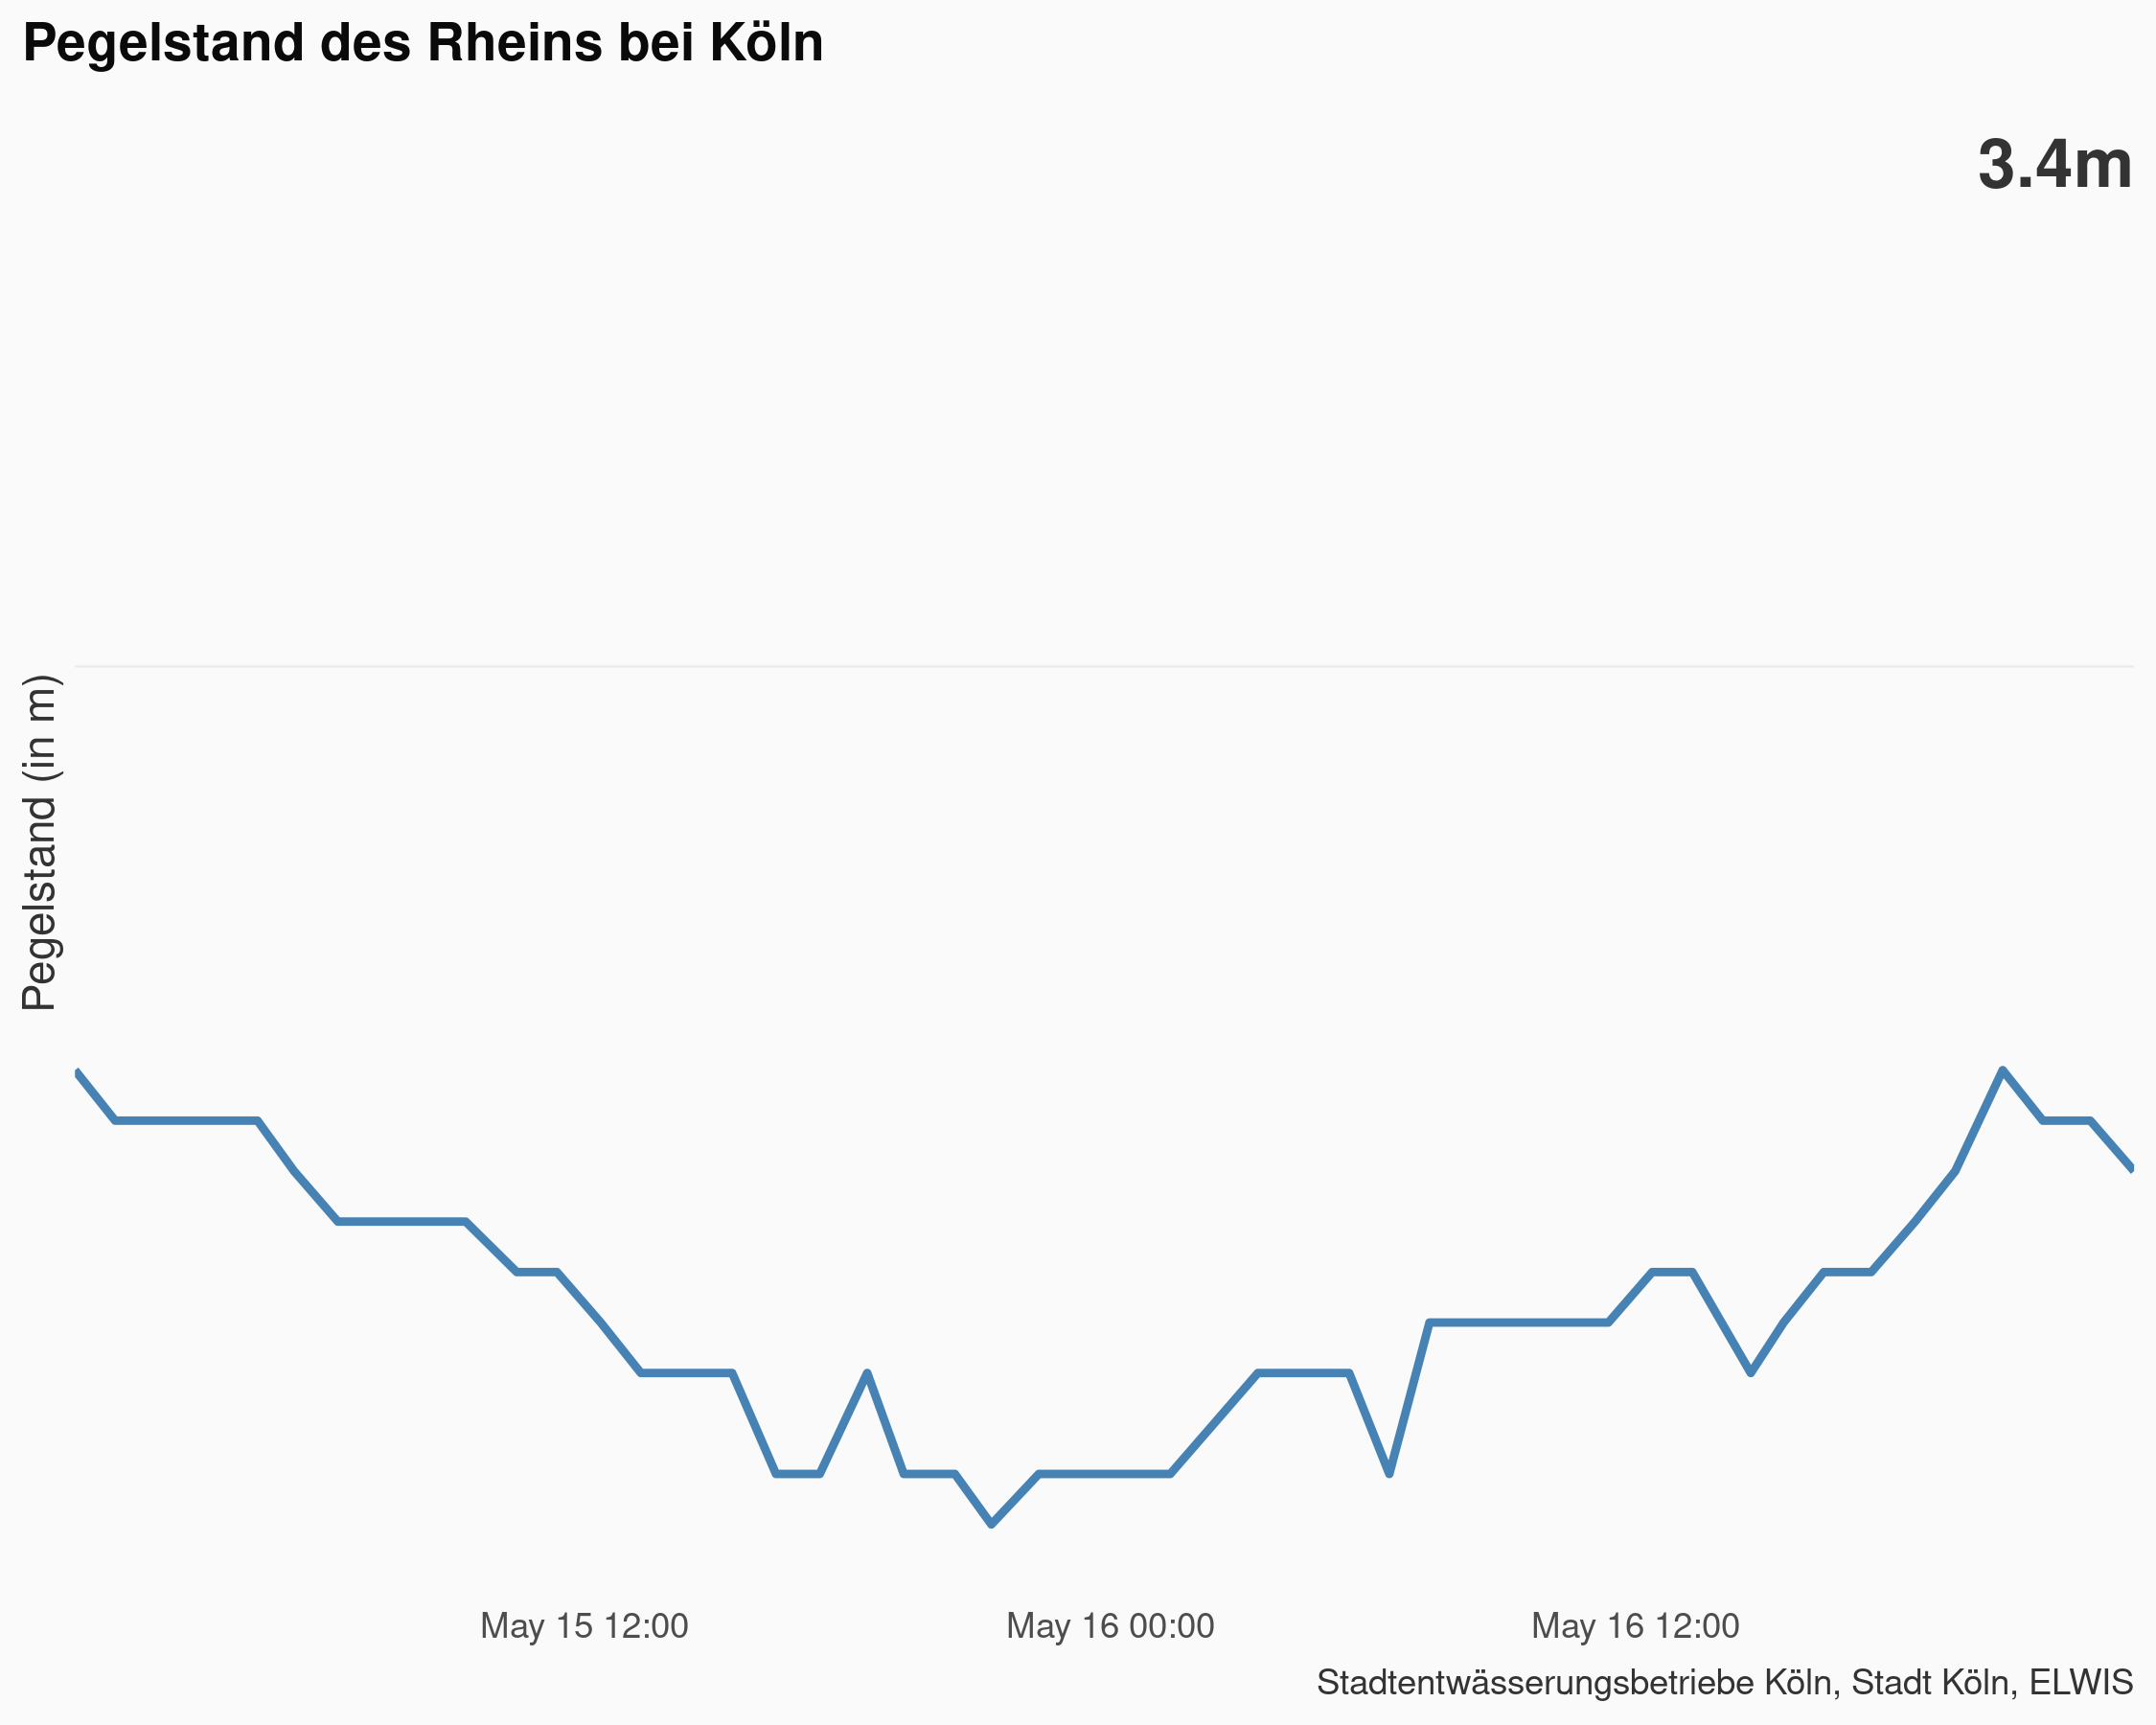 Pegelstand des Rheins bei Köln
3.4m
Pegelstand (in m)
May 15 12:00
May 16 00:00
May 16 12:00
Stadtentwässerungsbetriebe Köln, Stadt Köln, ELWIS